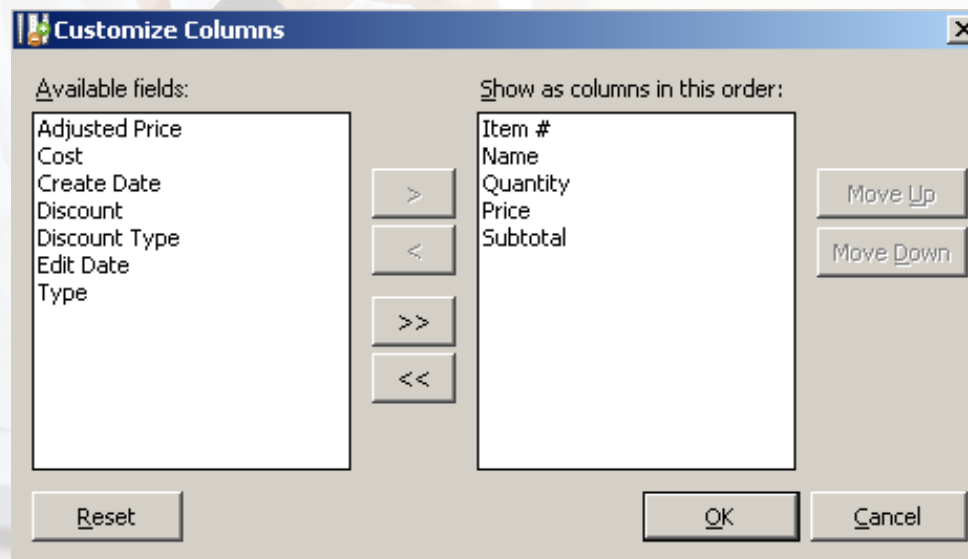 Customize Columns
Available fields:
Adjusted Price
Cost
Create Date
Discount
Discount Type
Edit Date
Type
>
<
>>
<<
Show as columns in this order:
Item #
Name
Quantity
Price
Subtotal
Move Up
Move Down
Reset
OK
Cancel